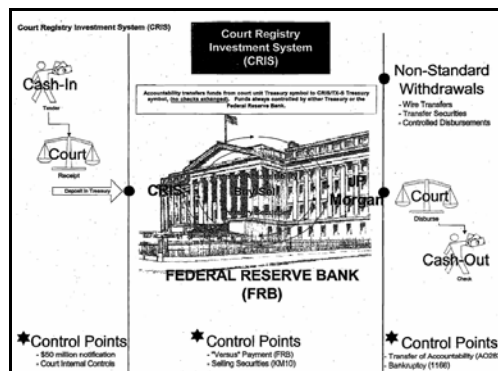 Court Registry Investment System (CRIS)
Court Registry
Investment System
(CRIS)
Accountability transfers funds from court unit Treasury symbol to CRIS/TX-S Treasury
symbol, (no checks exchanged). Funds always controlled by either Treasury or the
Federal Reserve Bank.
Cash-In
Tender
Court
Receipt
Deposit in Treasury
CRIS
Buy/Sell
JP
Morgan
FEDERAL RESERVE BANK
(FRB)
Non-Standard
Withdrawals
- Wire Transfers
- Transfer Securities
- Controlled Disbursements
Court
Disburse
Cash-Out
Check
Control Points
- $50 million notification
- Court Internal Controls
Control Points
- "Versus" Payment (FRB)
- Selling Securities (KM10)
Control Points
- Transfer of Accountability
- Bankruptcy (1166)